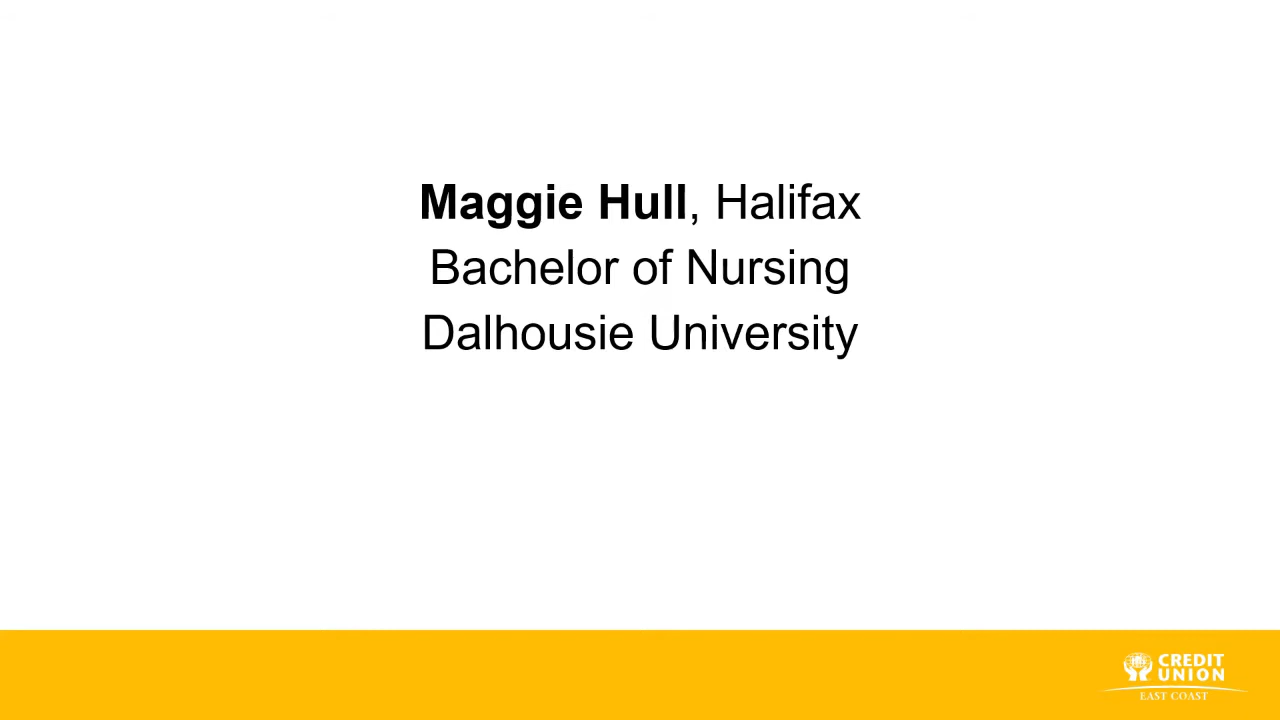 Maggie Hull, Halifax
Bachelor of Nursing
Dalhousie University
CREDIT
UNION
EAST COAST